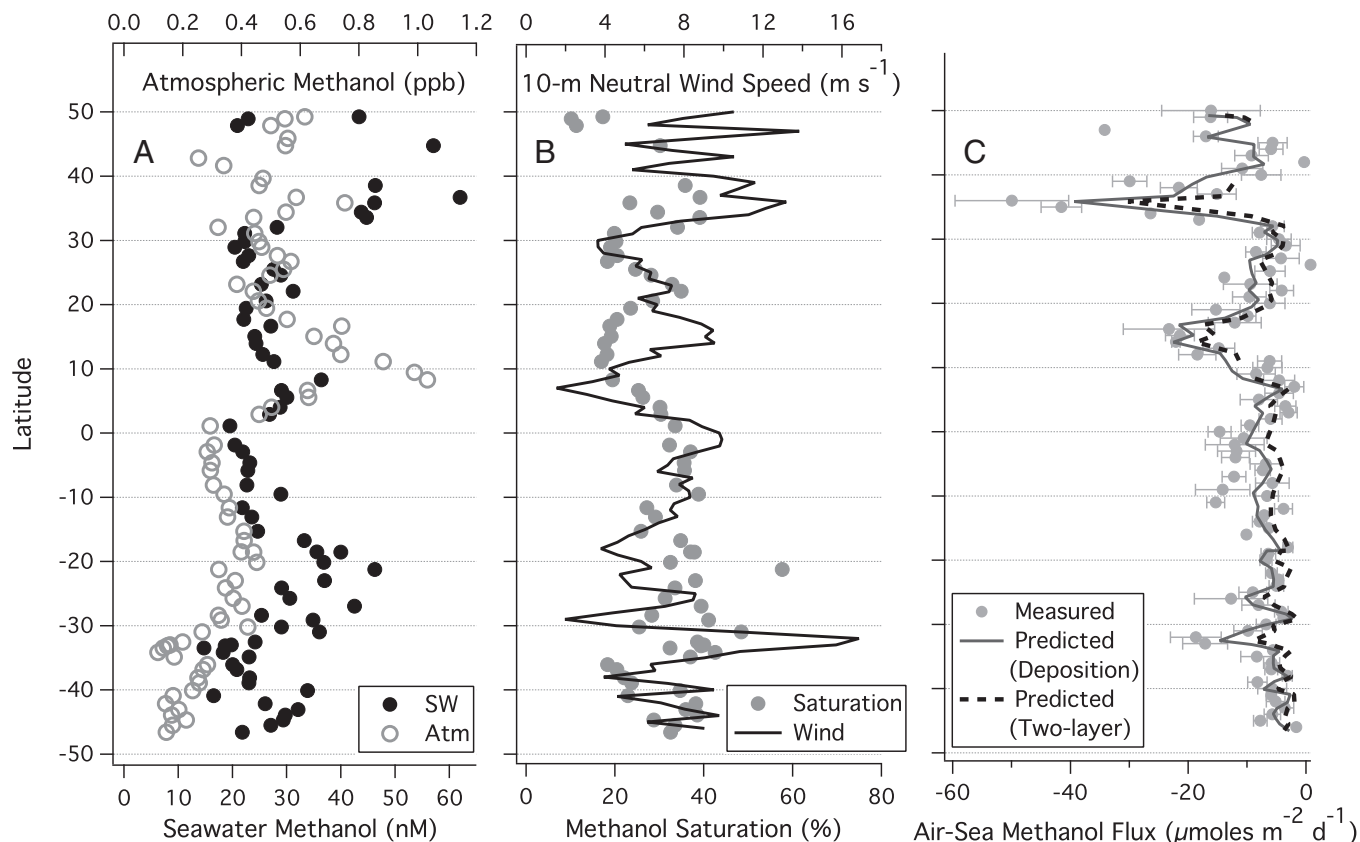 0.0 0.2 0.4 0.6 0.8 1.0 1.2
Atmospheric Methanol (ppb)
0 4 8 12 16
10-m Neutral Wind Speed (m s-1)
A
B
C
Latitude
50
40
30
20
10
0
-10
-20
-30
-40
-50
SW
Atm
Saturation
Wind
Measured
Predicted
(Deposition)
Predicted
(Two-layer)
0 10 20 30 40 50 60
Seawater Methanol (nM)
20 40 60 80
Methanol Saturation (%)
-60 -40 -20 0
Air-Sea Methanol Flux (µmoles m-2 d-1)